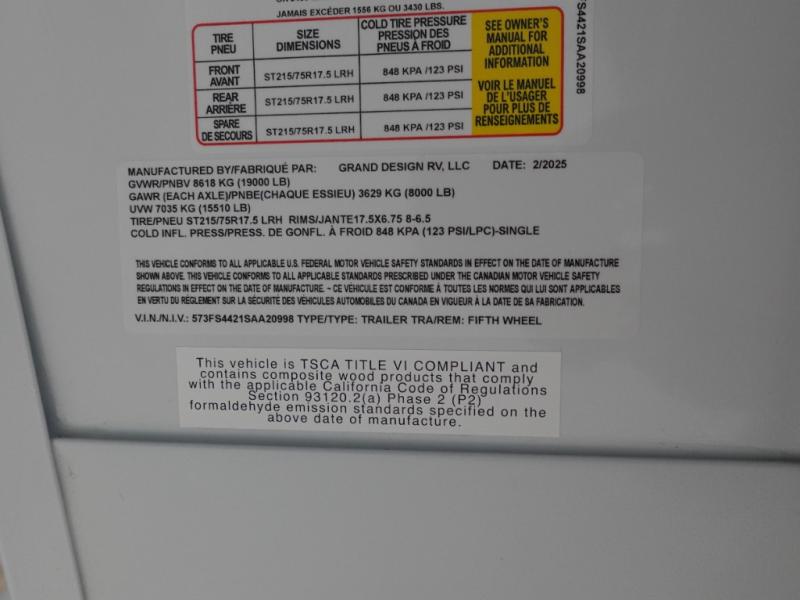 JAMAIS EXCÉDER 1556 KG OU 3430 LBS.
TIRE PNEU
SIZE DIMENSIONS
COLD TIRE PRESSURE PRESSION DES PNEUS À FROID
FRONT AVANT
ST215/75R17.5 LRH
848 KPA /123 PSI
REAR ARRIÈRE
ST215/75R17.5 LRH
848 KPA /123 PSI
SPARE DE SECOURS
ST215/75R17.5 LRH
848 KPA /123 PSI
SEE OWNER'S
MANUAL FOR
ADDITIONAL
INFORMATION
VOIR LE MANUEL
DE L'USAGER
POUR PLUS DE
RENSEIGNEMENTS
FS4421SAA20998
MANUFACTURED BY/FABRIQUÉ PAR: GRAND DESIGN RV, LLC DATE: 2/2025
GVWR/PNBV 8618 KG (19000 LB)
GAWR (EACH AXLE)/PNBE(CHAQUE ESSIEU) 3629 KG (8000 LB)
UVW 7035 KG (15510 LB)
TIRE/PNEU ST215/75R17.5 LRH RIMS/JANTE17.5X6.75 8-6.5
COLD INFL. PRESS/PRESS. DE GONFL. À FROID 848 KPA (123 PSI/LPC)-SINGLE
THIS VEHICLE CONFORMS TO ALL APPLICABLE U.S. FEDERAL MOTOR VEHICLE SAFETY STANDARDS IN EFFECT ON THE DATE OF MANUFACTURE
SHOWN ABOVE. THIS VEHICLE CONFORMS TO ALL APPLICABLE STANDARDS PRESCRIBED UNDER THE CANADIAN MOTOR VEHICLE SAFETY
REGULATIONS IN EFFECT ON THE DATE OF MANUFACTURE. ~ CE VÉHICULE EST CONFORME À TOUTES LES NORMES QUI LUI SONT APPLICABLES
EN VERTU DU RÈGLEMENT SUR LA SÉCURITÉ DES VÉHICULES AUTOMOBILES DU CANADA EN VIGUEUR À LA DATE DE SA FABRICATION.
V.I.N./N.I.V.: 573FS4421SAA20998 TYPE/TYPE: TRAILER TRA/REM: FIFTH WHEEL
This vehicle is TSCA TITLE VI COMPLIANT and
contains composite wood products that comply
with the applicable California Code of Regulations
Section 93120.2(a) Phase 2 (P2)
formaldehyde emission standards specified on the
above date of manufacture.